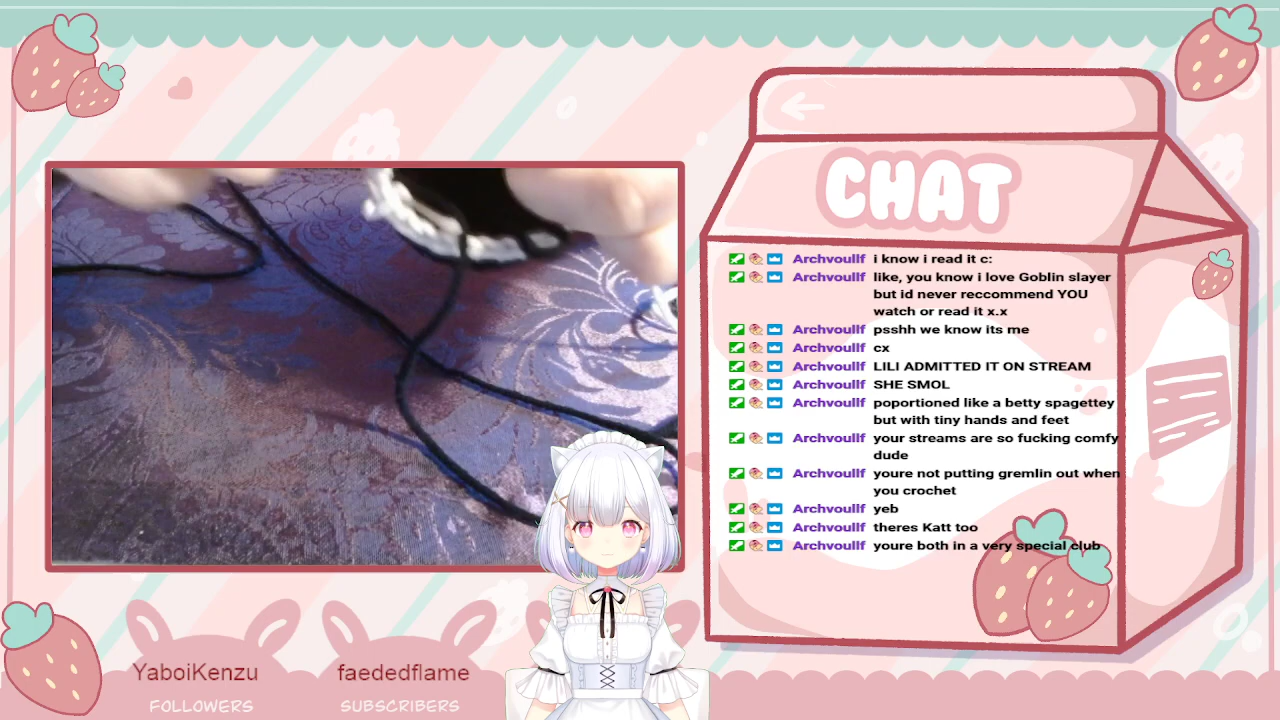 CHAT
Archvoullf i know i read it c:
Archvoullf like, you know i love Goblin slayer
but id never reccommend YOU
watch or read it x.x
Archvoullf psshh we know its me
Archvoullf cx
Archvoullf LILI ADMITTED IT ON STREAM
Archvoullf SHE SMOL
Archvoullf poportioned like a betty spagettey
but with tiny hands and feet
Archvoullf your streams are so fucking comfy
dude
Archvoullf youre not putting gremlin out when
you crochet
Archvoullf yeb
Archvoullf theres Katt too
Archvoullf youre both in a very special club
YaboiKenzu
FOLLOWERS
faededflame
SUBSCRIBERS